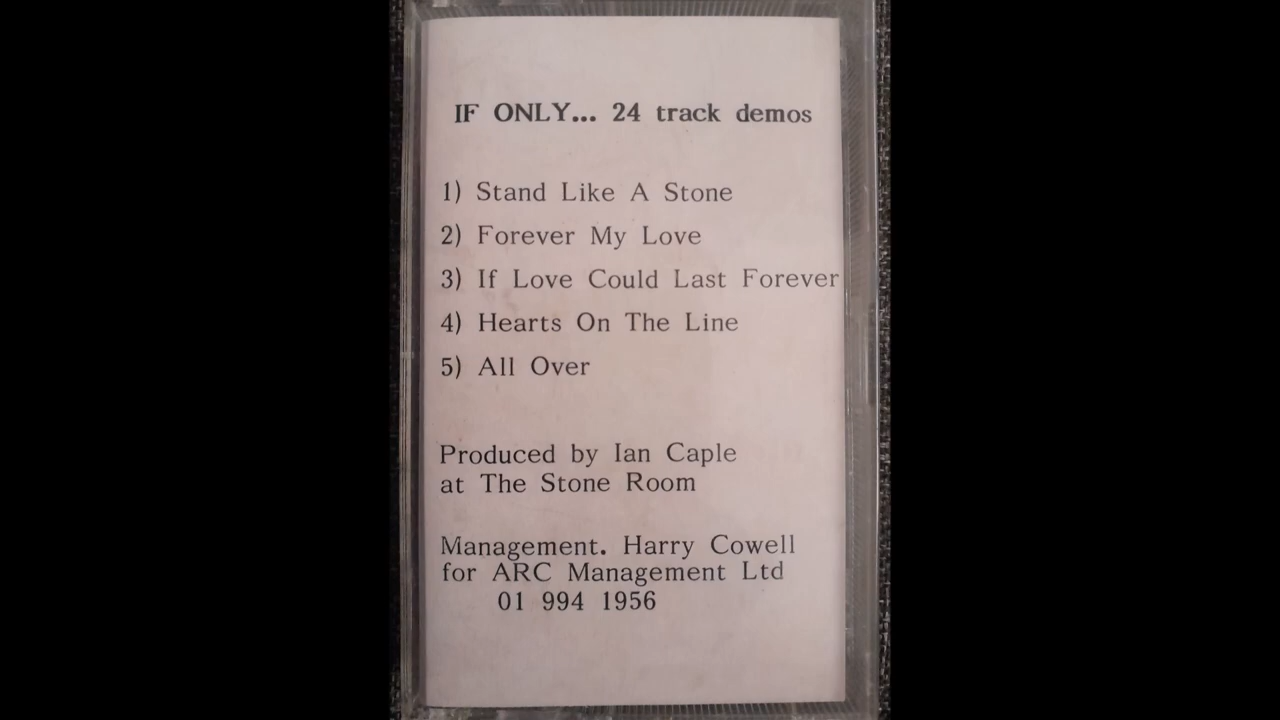 IF ONLY... 24 track demos
1) Stand Like A Stone
2) Forever My Love
3) If Love Could Last Forever
4) Hearts On The Line
5) All Over
Produced by Ian Caple
at The Stone Room
Management. Harry Cowell
for ARC Management Ltd
01 994 1956